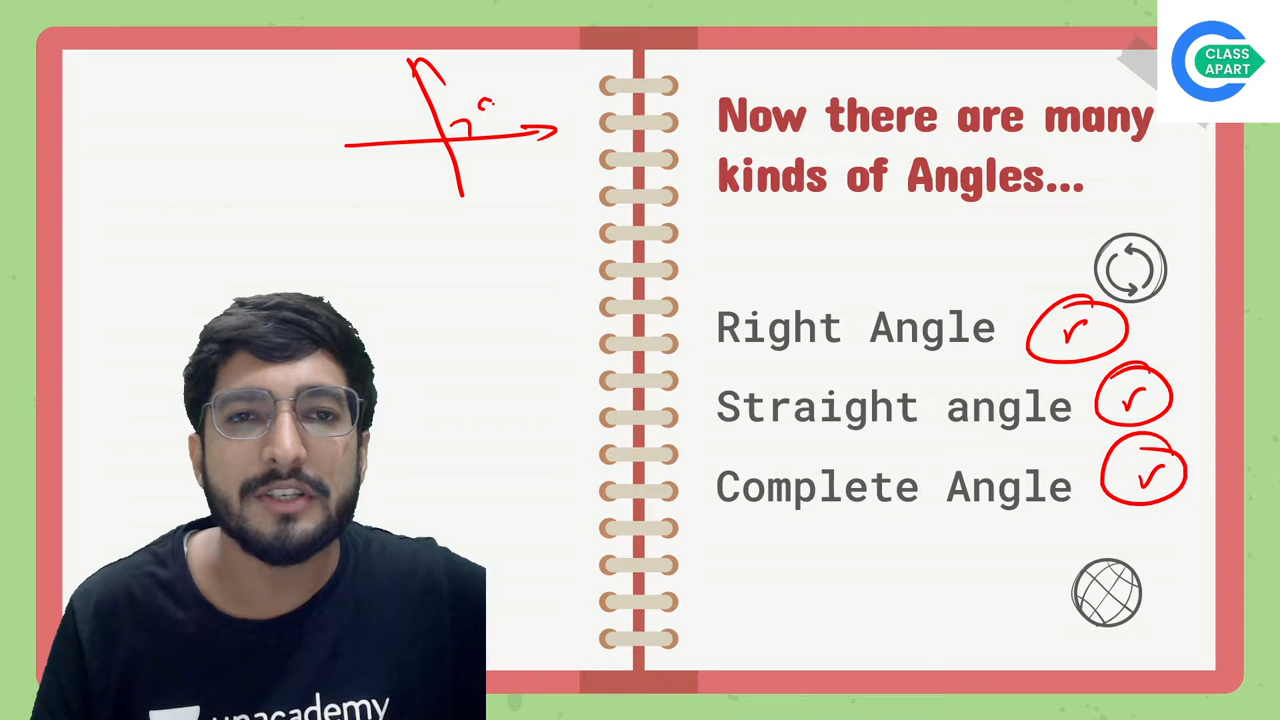 CLASS
APART
Now there are many
kinds of Angles...
Right Angle
Straight angle
Complete Angle
unacademy